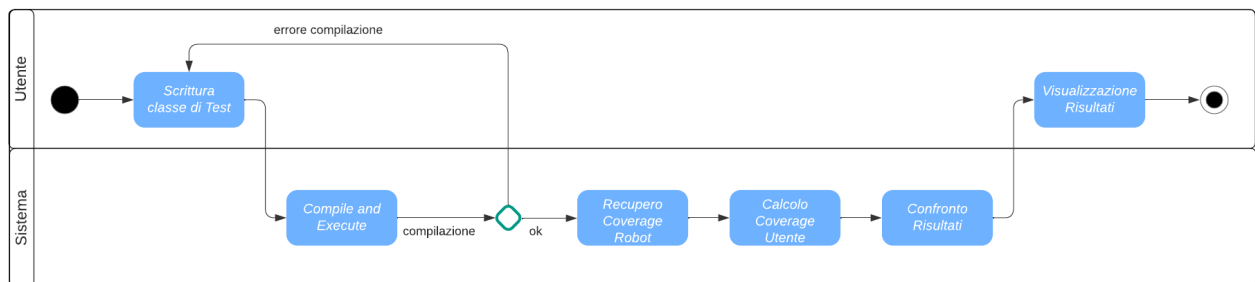 Utente
errore compilazione
Scrittura
classe di Test
Visualizzazione
Risultati
Sistema
Compile and
Execute
compilazione
ok
Recupero
Coverage
Robot
Calcolo
Coverage
Utente
Confronto
Risultati